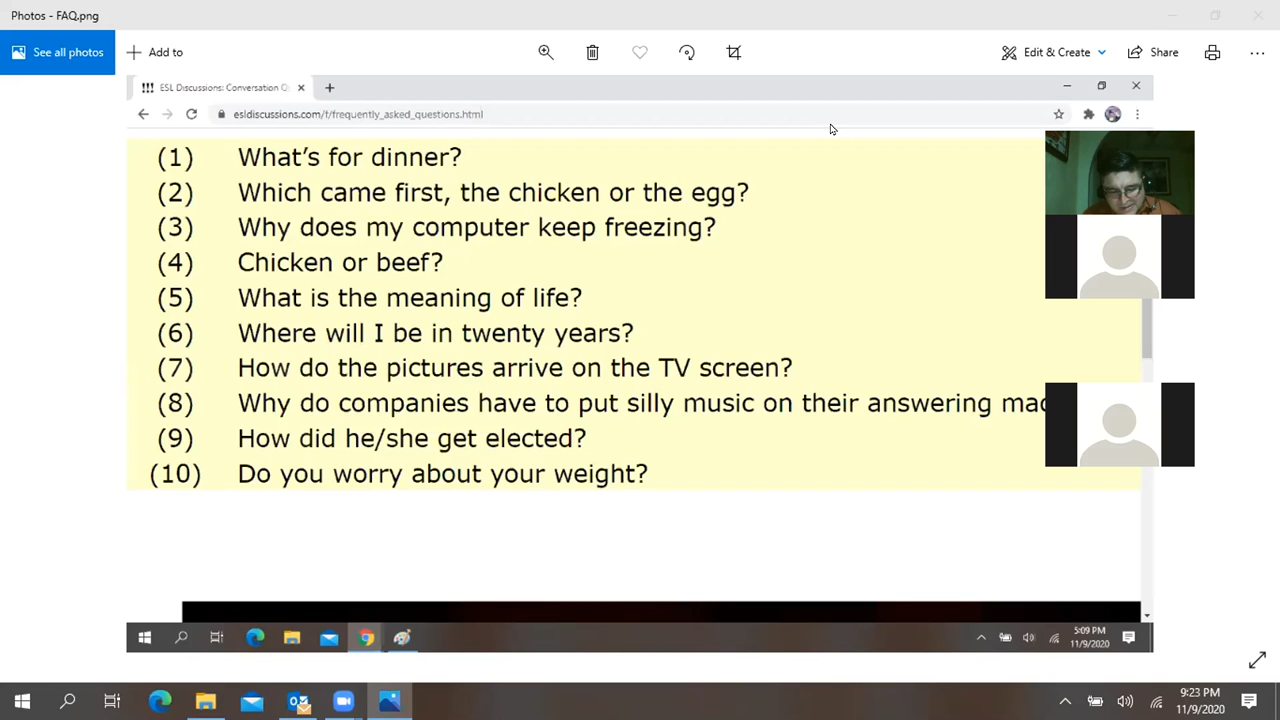 Photos - FAQ.png
See all photos
Add to
Edit & Create
Share
ESL Discussions: Conversation Q
esldiscussions.com/f/frequently_asked_questions.html
(1) What's for dinner?
(2) Which came first, the chicken or the egg?
(3) Why does my computer keep freezing?
(4) Chicken or beef?
(5) What is the meaning of life?
(6) Where will I be in twenty years?
(7) How do the pictures arrive on the TV screen?
(8) Why do companies have to put silly music on their answering
(9) How did he/she get elected?
(10) Do you worry about your weight?
5:09 PM
11/9/2020
9:23 PM
11/9/2020